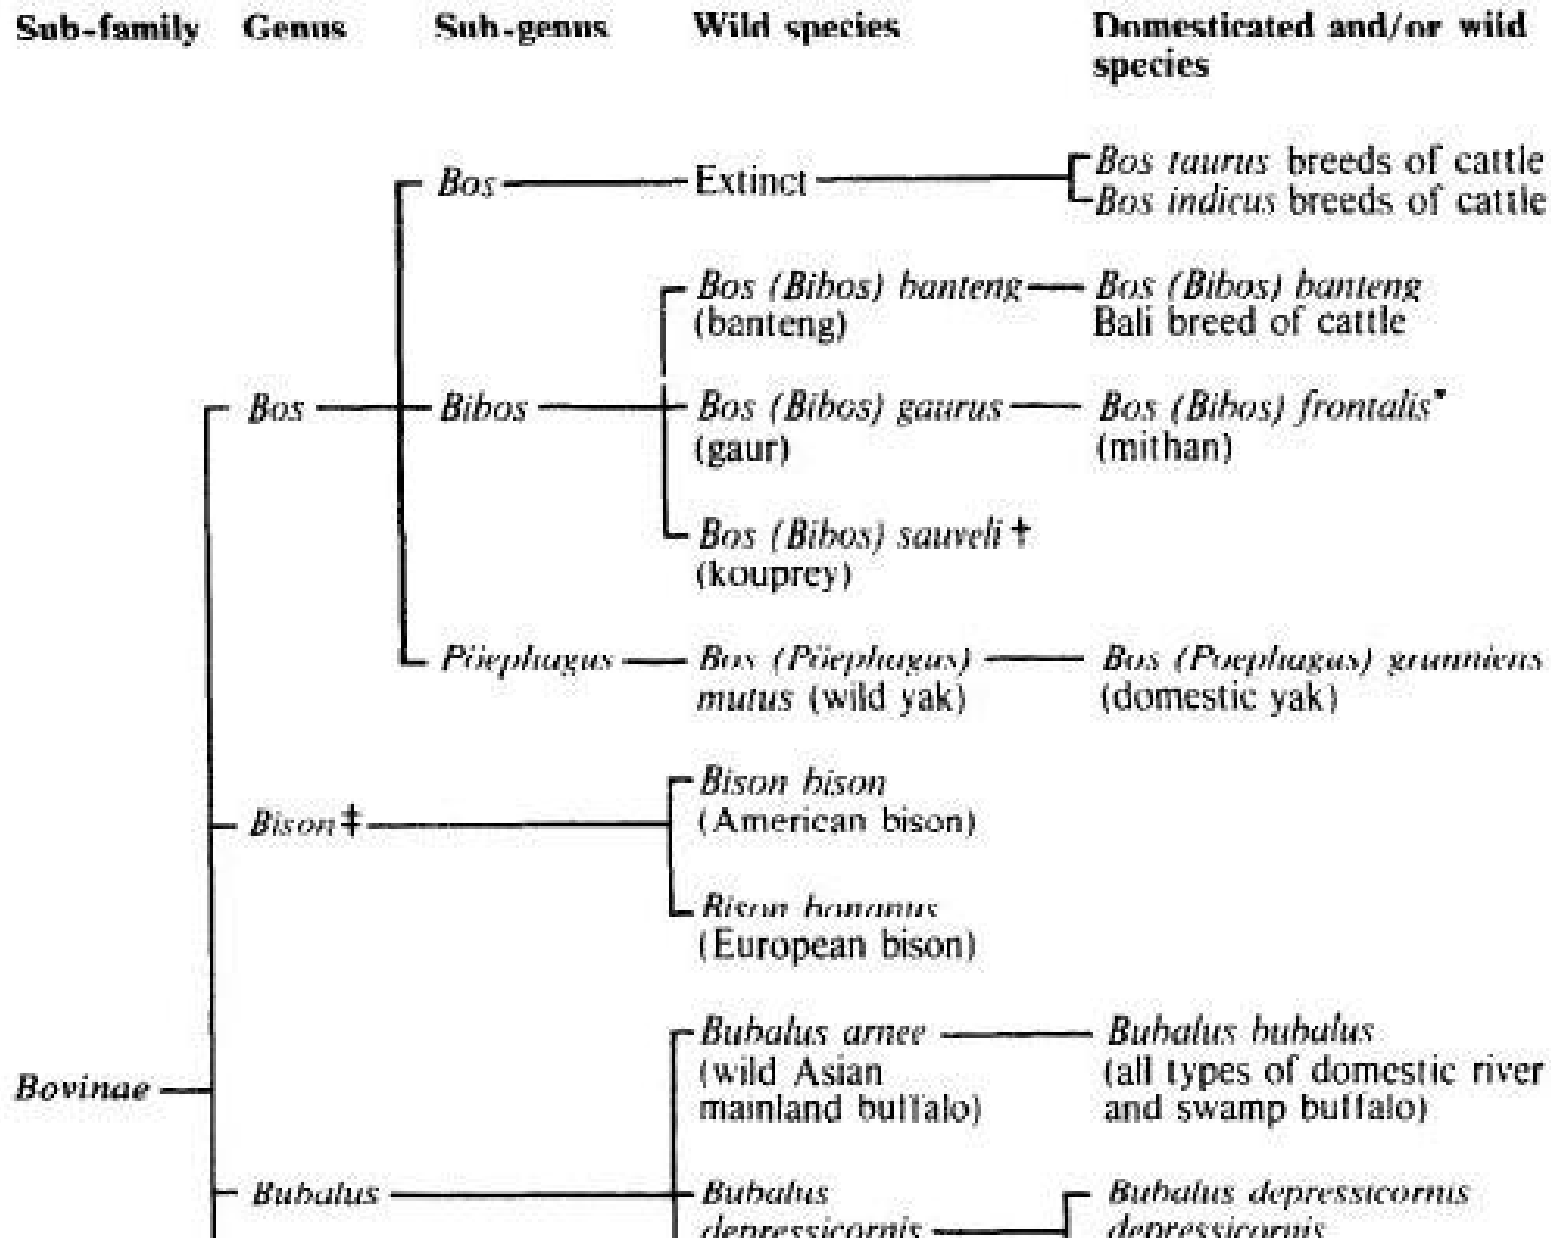 Sub-family Genus Sub-genus Wild species Domesticated and/or wild
species
Bos Extinct Bos taurus breeds of cattle
Bos indicus breeds of cattle
Bos (Bibos) banteng Bos (Bibos) banteng
(banteng) Bali breed of cattle
Bos Bibos Bos (Bibos) gaurus Bos (Bibos) frontalis*
(gaur) (mithan)
Bos (Bibos) sauveli †
(kouprey)
Pöephagus Bos (Pöephagus) Bos (Poephagus) grunniens
mutus (wild yak) (domestic yak)
Bison bison
Bison ‡ (American bison)
Bison bonanus
(European bison)
Bubalus arnee Bubalus bubalus
Bovinae (wild Asian (all types of domestic river
mainland buffalo) and swamp buffalo)
Bubalus Bubalus Bubalus depressicornis
depressicornis depressicornis